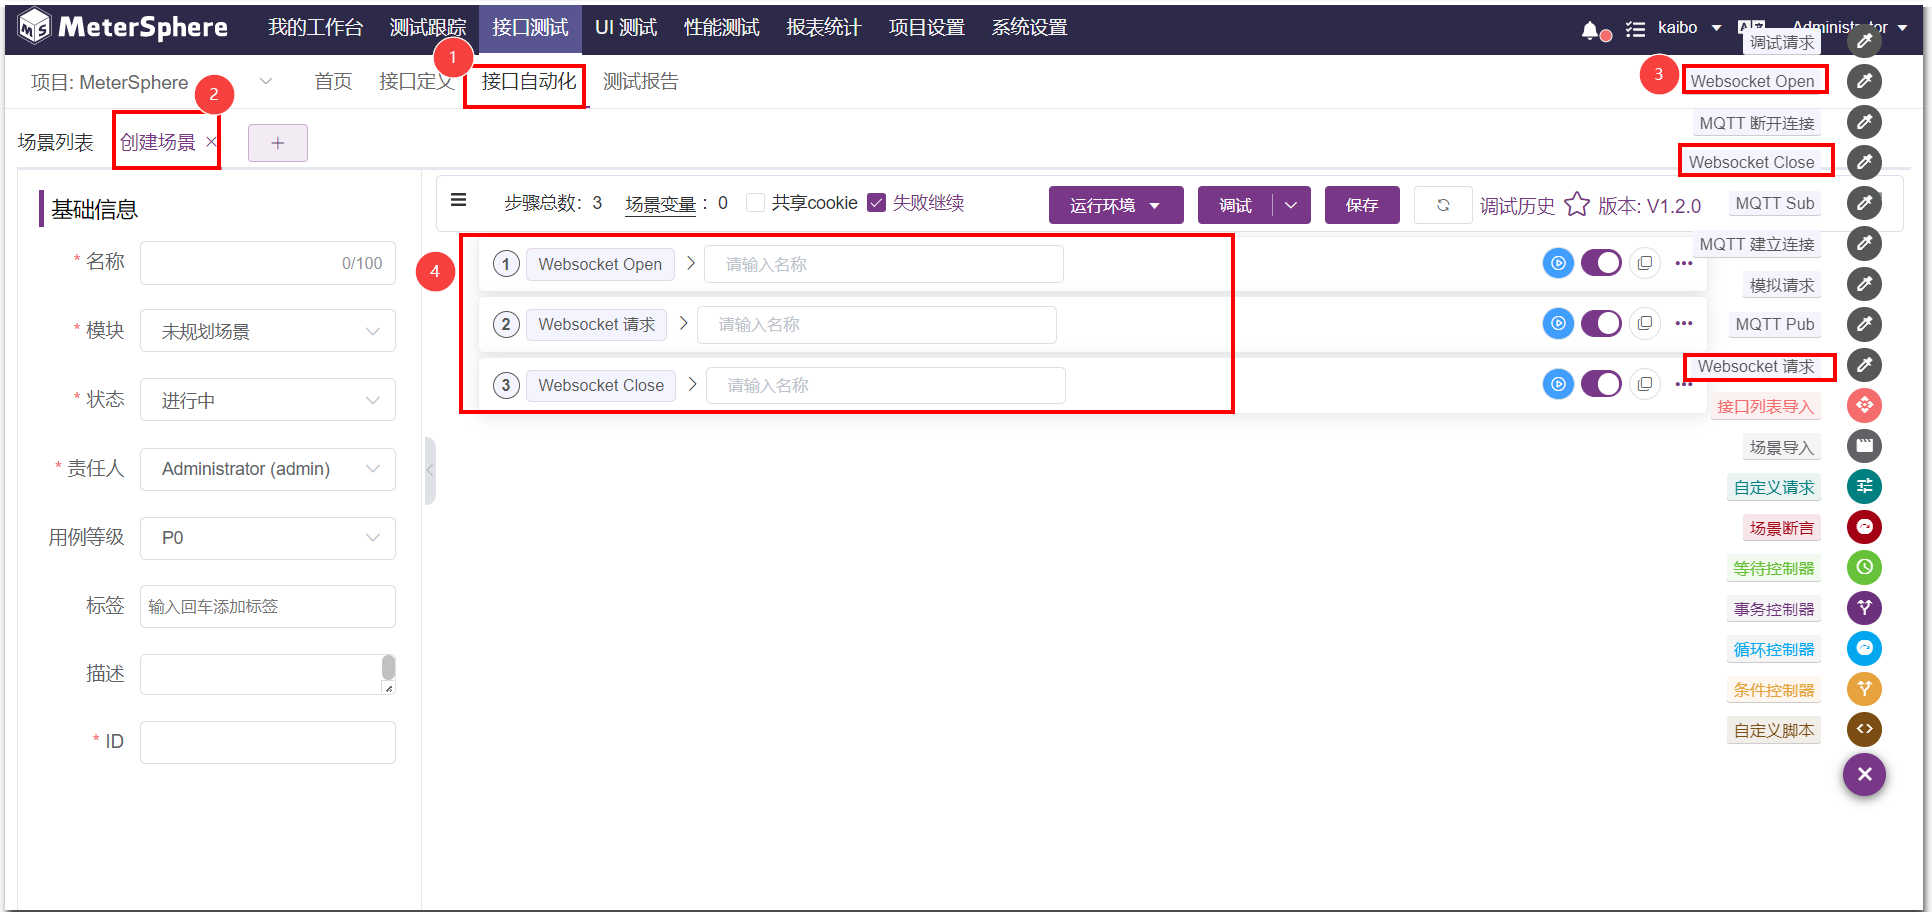 MeterSphere 我的工作台 测试跟踪 接口测试 UI 测试 性能测试 报表统计 项目设置 系统设置 kaibo Administrator
项目: MeterSphere 首页 接口定义 接口自动化 测试报告
1
2
3
4
场景列表 创建场景 × +
基础信息
* 名称 0/100
* 模块 未规划场景
* 状态 进行中
* 责任人 Administrator (admin)
用例等级 P0
标签 输入回车添加标签
描述
* ID
步骤总数: 3 场景变量 : 0 共享cookie 失败继续 运行环境 调试 保存 调试历史 版本: V1.2.0
1 Websocket Open > 请输入名称
2 Websocket 请求 > 请输入名称
3 Websocket Close > 请输入名称
调试请求
Websocket Open
MQTT 断开连接
Websocket Close
MQTT Sub
MQTT 建立连接
模拟请求
MQTT Pub
Websocket 请求
接口列表导入
场景导入
自定义请求
场景断言
等待控制器
事务控制器
循环控制器
条件控制器
自定义脚本